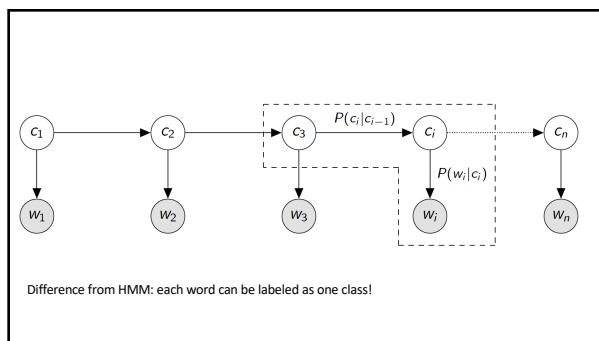 P(c_i|c_{i−1})
c_1 c_2 c_3 c_i c_n
P(w_i|c_i)
w_1 w_2 w_3 w_i w_n
Difference from HMM: each word can be labeled as one class!